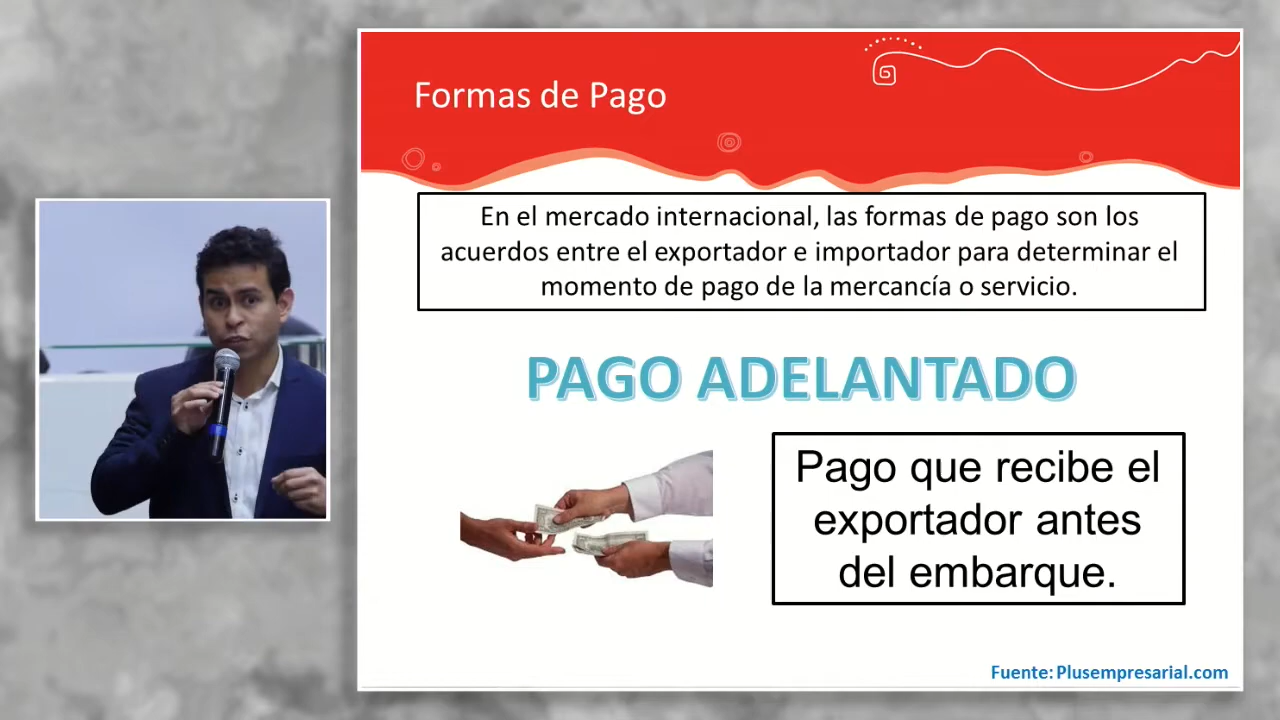 Formas de Pago
En el mercado internacional, las formas de pago son los
acuerdos entre el exportador e importador para determinar el
momento de pago de la mercancía o servicio.
PAGO ADELANTADO
Pago que recibe el
exportador antes
del embarque.
Fuente: Plusempresarial.com